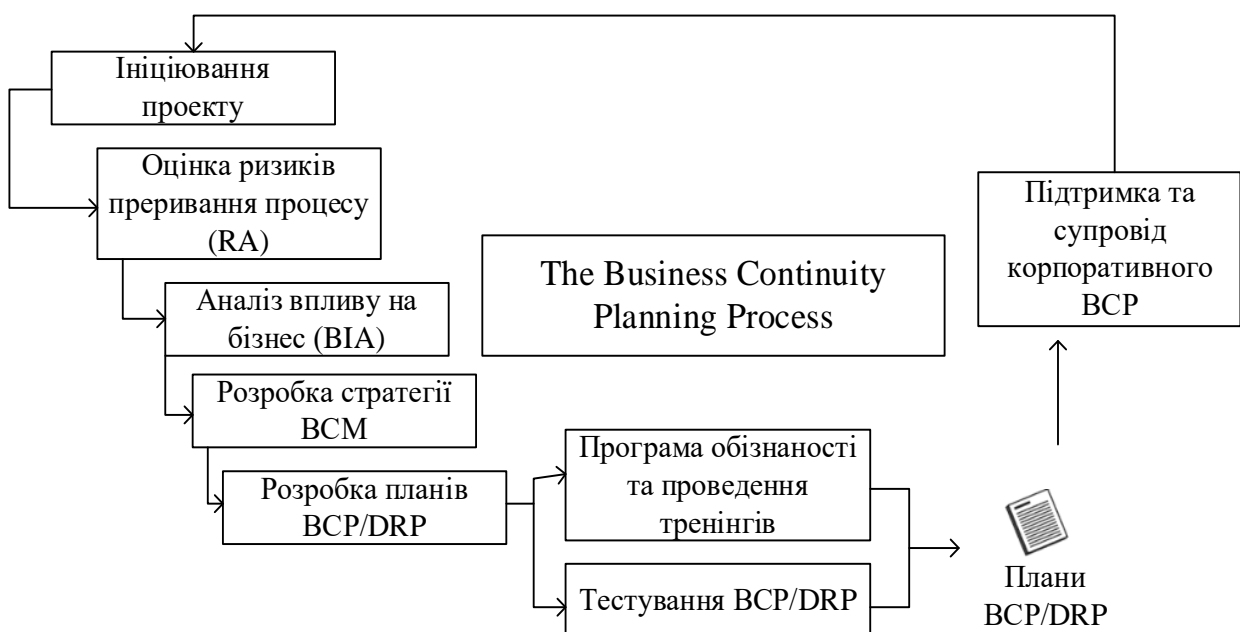 Ініціювання
проекту
Оцінка ризиків
преривання процесу
(RA)
Аналіз впливу на
бізнес (BIA)
Розробка стратегії
BCM
Розробка планів
BCP/DRP
The Business Continuity
Planning Process
Програма обізнаності
та проведення
тренінгів
Тестування BCP/DRP
Плани
BCP/DRP
Підтримка та
супровід
корпоративного
BCP